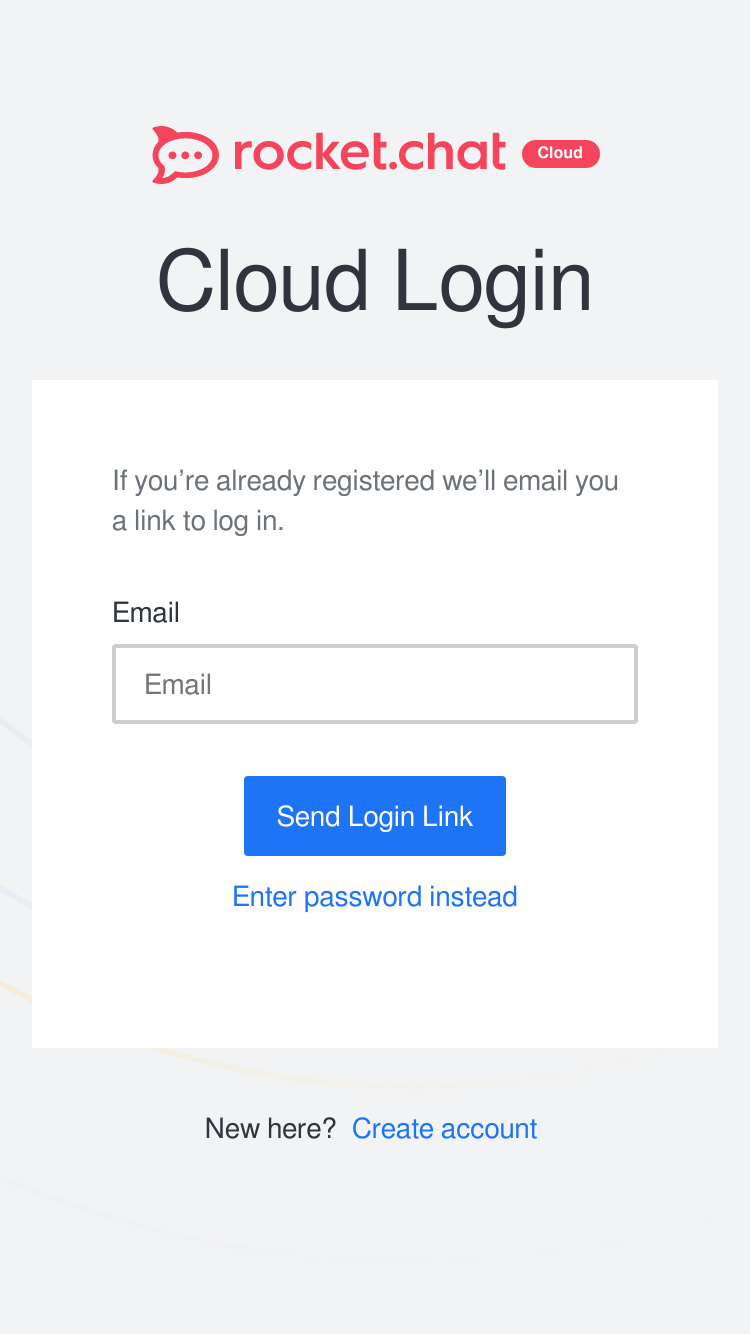 rocket.chat Cloud
Cloud Login
If you’re already registered we’ll email you
a link to log in.
Email
Email
Send Login Link
Enter password instead
New here? Create account